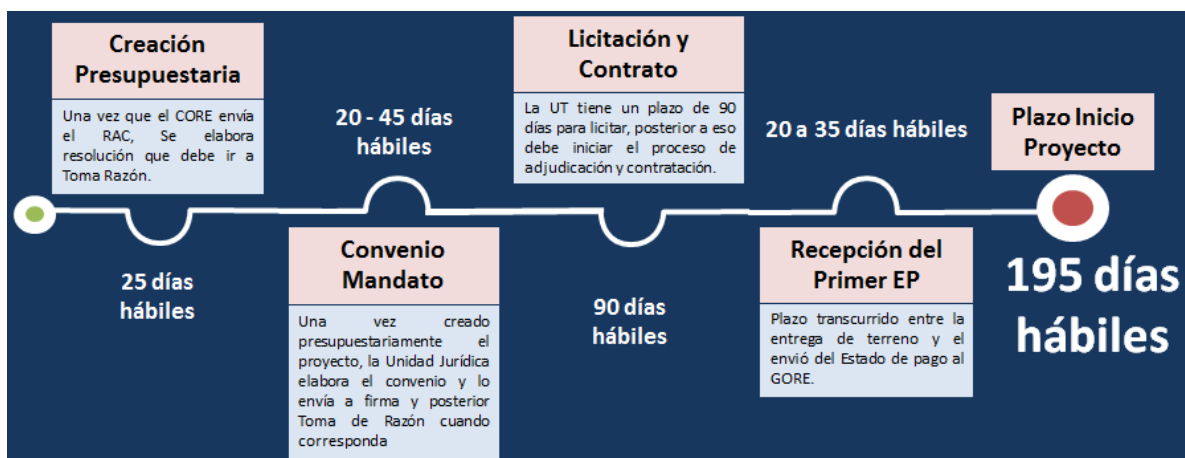 Creación
Presupuestaria
Una vez que el CORE envía
el RAC, Se elabora
resolución que debe ir a
Toma Razón.
25 días
hábiles
20 - 45 días
hábiles
Convenio
Mandato
Una vez creado
presupuestariamente el
proyecto, la Unidad Jurídica
elabora el convenio y lo
envía a firma y posterior
Toma de Razón cuando
corresponda
Licitación y
Contrato
La UT tiene un plazo de 90
días para licitar, posterior a eso
debe iniciar el proceso de
adjudicación y contratación.
90 días
hábiles
20 a 35 días hábiles
Recepción del
Primer EP
Plazo transcurrido entre la
entrega de terreno y el
envió del Estado de pago al
GORE.
Plazo Inicio
Proyecto
195 días
hábiles